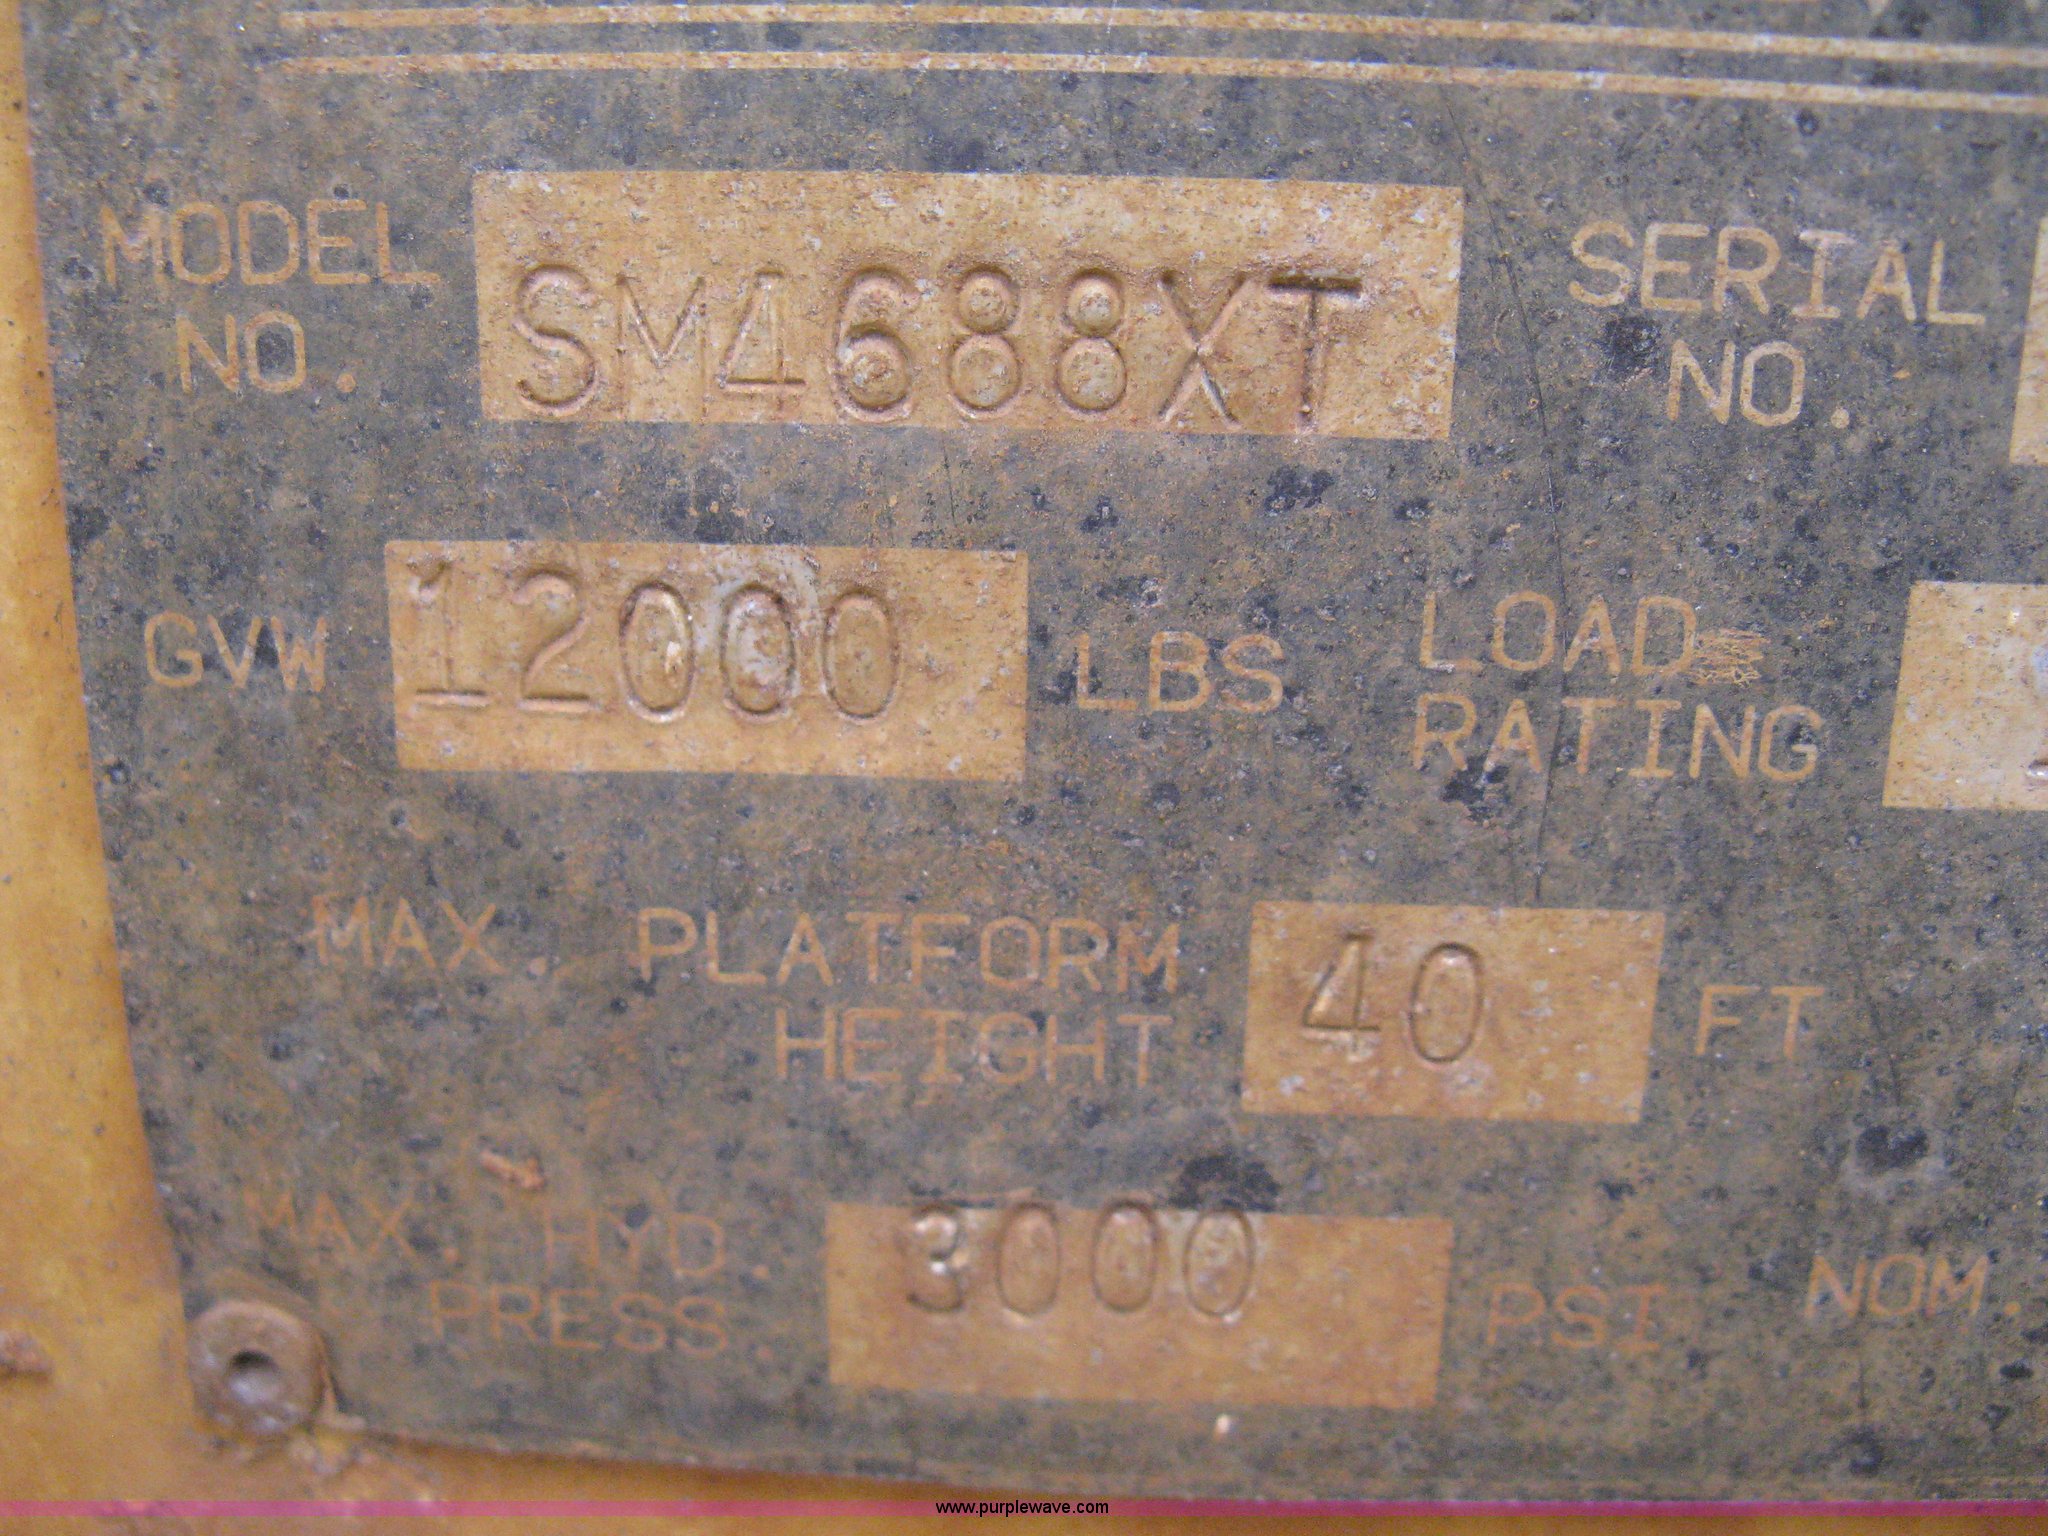 MODEL NO. SM4688XT SERIAL NO.
GVW 12000 LBS LOAD RATING
MAX. PLATFORM HEIGHT 40 FT
MAX. HYD. PRESS. 3000 PSI NOM.
www.purplewave.com